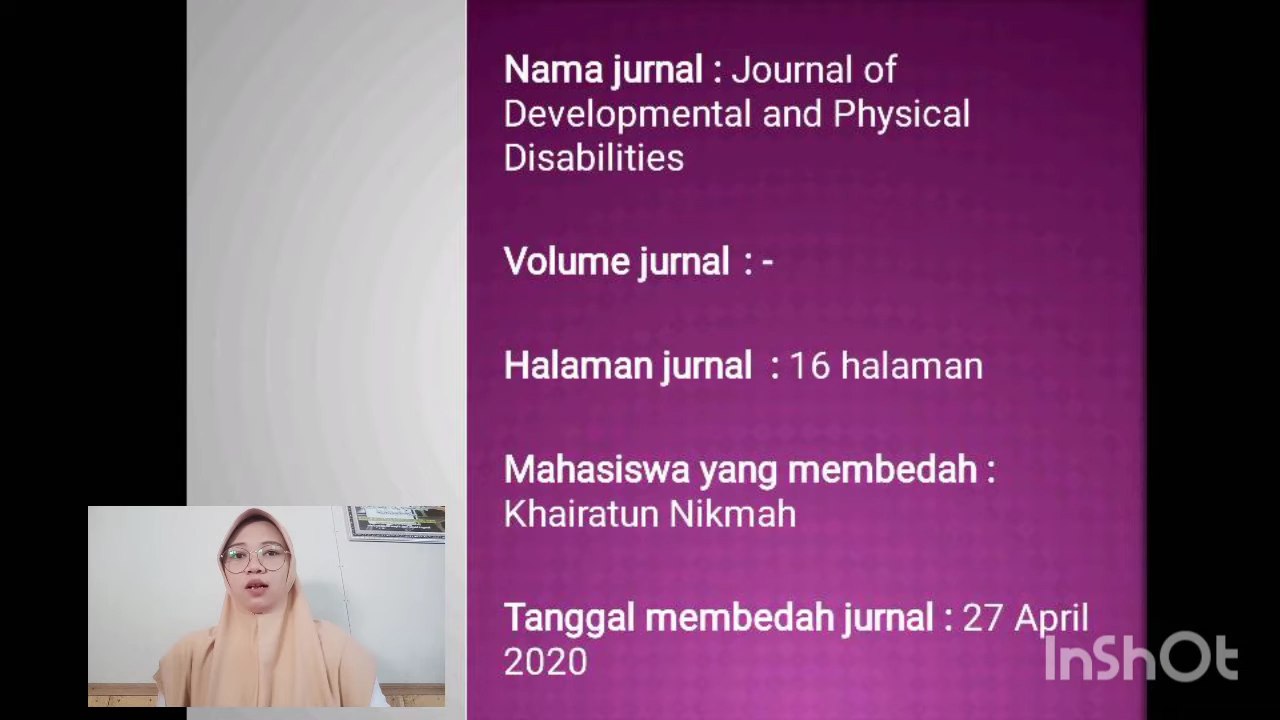 Nama jurnal : Journal of
Developmental and Physical
Disabilities
Volume jurnal : -
Halaman jurnal : 16 halaman
Mahasiswa yang membedah :
Khairatun Nikmah
Tanggal membedah jurnal : 27 April
2020
InShOt